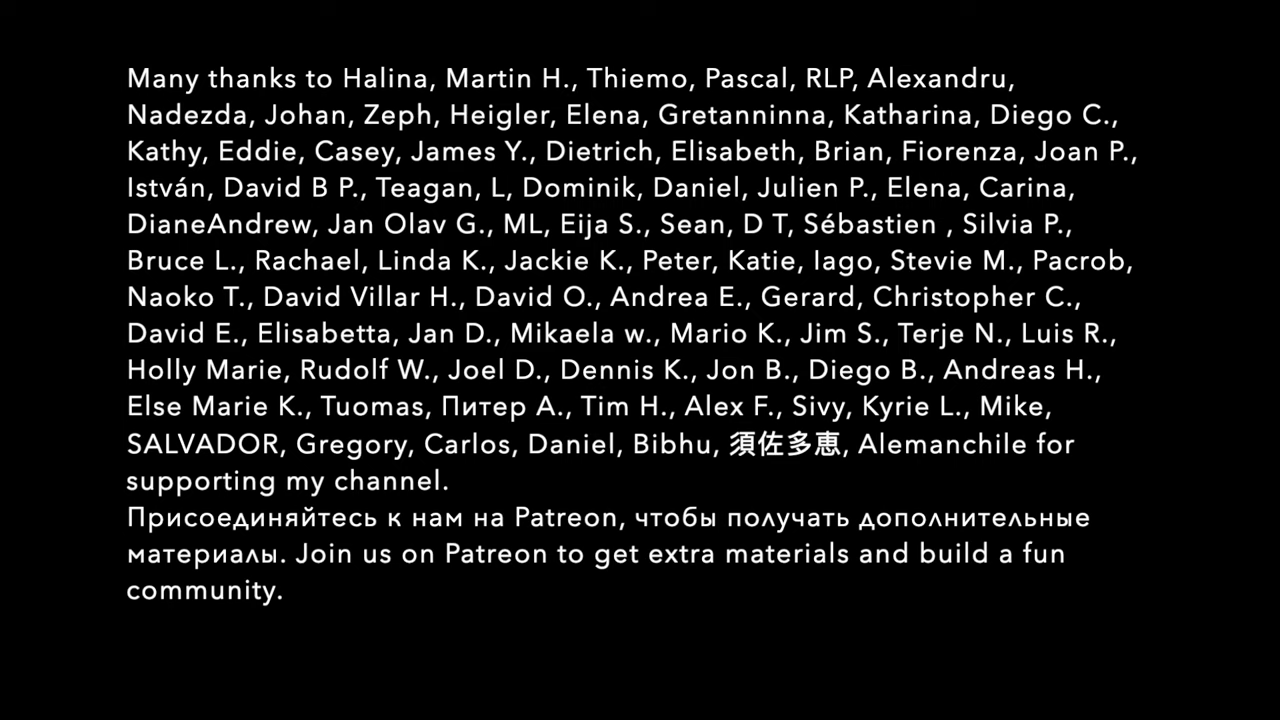 Many thanks to Halina, Martin H., Thiemo, Pascal, RLP, Alexandru,
Nadezda, Johan, Zeph, Heigler, Elena, Gretanninna, Katharina, Diego C.,
Kathy, Eddie, Casey, James Y., Dietrich, Elisabeth, Brian, Fiorenza, Joan P.,
István, David B P., Teagan, L, Dominik, Daniel, Julien P., Elena, Carina,
DianeAndrew, Jan Olav G., ML, Eija S., Sean, D T, Sébastien , Silvia P.,
Bruce L., Rachael, Linda K., Jackie K., Peter, Katie, Iago, Stevie M., Pacrob,
Naoko T., David Villar H., David O., Andrea E., Gerard, Christopher C.,
David E., Elisabetta, Jan D., Mikaela w., Mario K., Jim S., Terje N., Luis R.,
Holly Marie, Rudolf W., Joel D., Dennis K., Jon B., Diego B., Andreas H.,
Else Marie K., Tuomas, Питер А., Tim H., Alex F., Sivy, Kyrie L., Mike,
SALVADOR, Gregory, Carlos, Daniel, Bibhu, 須佐多恵, Alemanchile for
supporting my channel.
Присоединяйтесь к нам на Patreon, чтобы получать дополнительные
материалы. Join us on Patreon to get extra materials and build a fun
community.